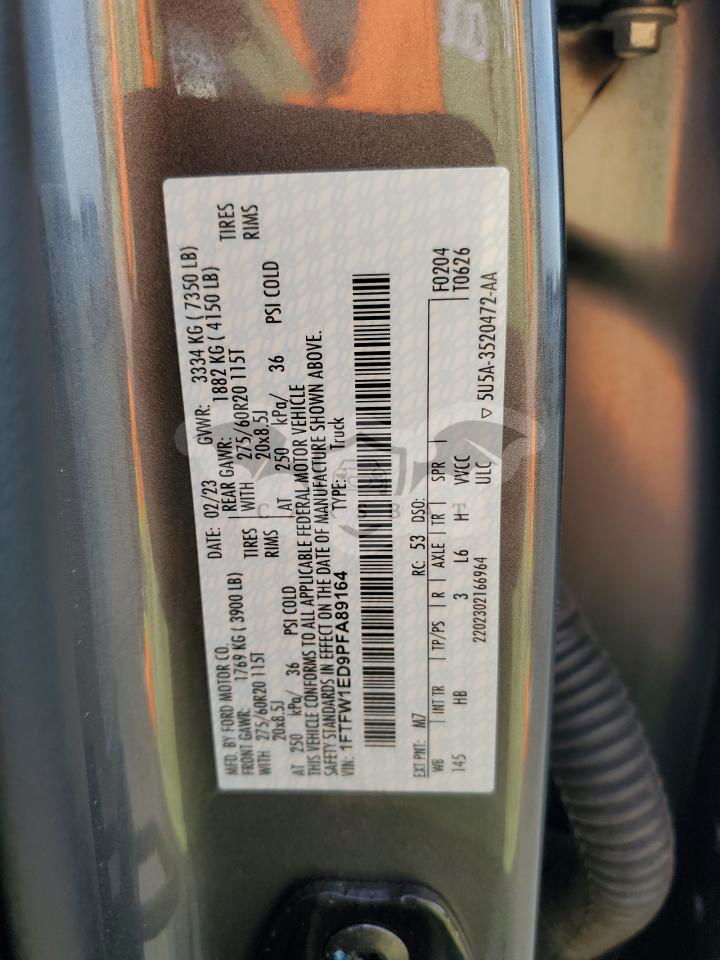 MFD. BY FORD MOTOR CO. DATE: 02/23 GVWR: 3334 KG ( 7350 LB)
FRONT GAWR: 1769 KG ( 3900 LB) REAR GAWR: 1882 KG ( 4150 LB)
WITH 275/60R20 115T TIRES WITH 275/60R20 115T TIRES
20x8.5J RIMS 20x8.5J RIMS
AT 250 kPa/ 36 PSI COLD AT 250 kPa/ 36 PSI COLD
THIS VEHICLE CONFORMS TO ALL APPLICABLE FEDERAL MOTOR VEHICLE
SAFETY STANDARDS IN EFFECT ON THE DATE OF MANUFACTURE SHOWN ABOVE.
VIN: 1FTFW1ED9PFA89164 TYPE: Truck
EXT PNT: M7 RC: 53 DSO: F0204
WB INT TR TP/PS R AXLE TR SPR T0626
145 HB 3 L6 H VVCC
2202302166964 ULC
▽ 5U5A-3520472-AA